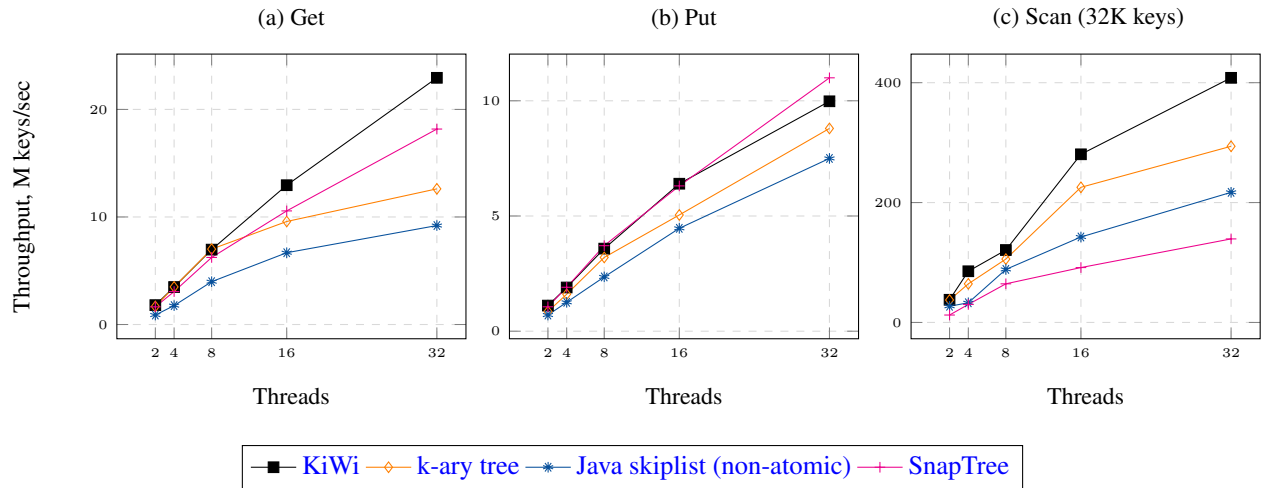 (a) Get
(b) Put
(c) Scan (32K keys)
Throughput, M keys/sec
20
10
0
2 4 8 16 32
Threads
10
5
0
2 4 8 16 32
Threads
400
200
0
2 4 8 16 32
Threads
KiWi k-ary tree Java skiplist (non-atomic) SnapTree